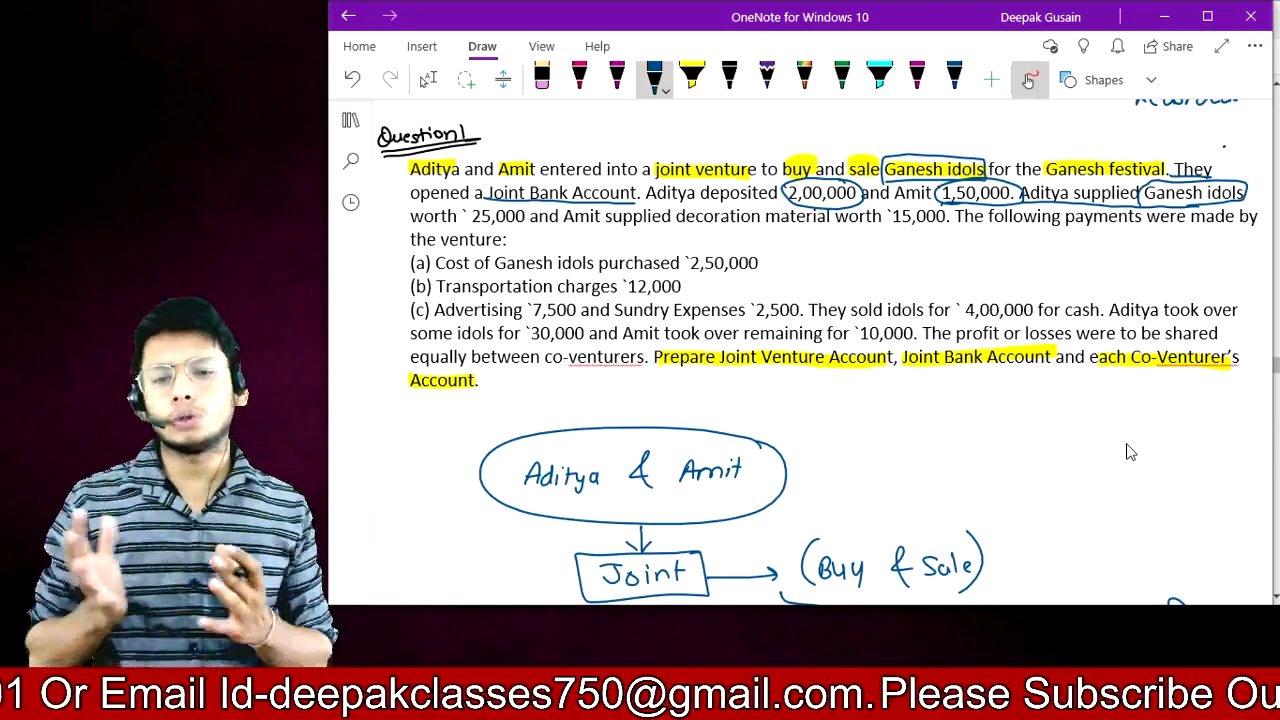 OneNote for Windows 10
Deepak Gusain
Home Insert Draw View Help
Share
Shapes
Question 1
Aditya and Amit entered into a joint venture to buy and sale Ganesh idols for the Ganesh festival. They
opened a Joint Bank Account. Aditya deposited `2,00,000 and Amit `1,50,000. Aditya supplied Ganesh idols
worth ` 25,000 and Amit supplied decoration material worth `15,000. The following payments were made by
the venture:
(a) Cost of Ganesh idols purchased `2,50,000
(b) Transportation charges `12,000
(c) Advertising `7,500 and Sundry Expenses `2,500. They sold idols for ` 4,00,000 for cash. Aditya took over
some idols for `30,000 and Amit took over remaining for `10,000. The profit or losses were to be shared
equally between co-venturers. Prepare Joint Venture Account, Joint Bank Account and each Co-Venturer's
Account.
Aditya & Amit
Joint
(Buy & Sale)
01 Or Email Id-deepakclasses750@gmail.com.Please Subscribe Ou